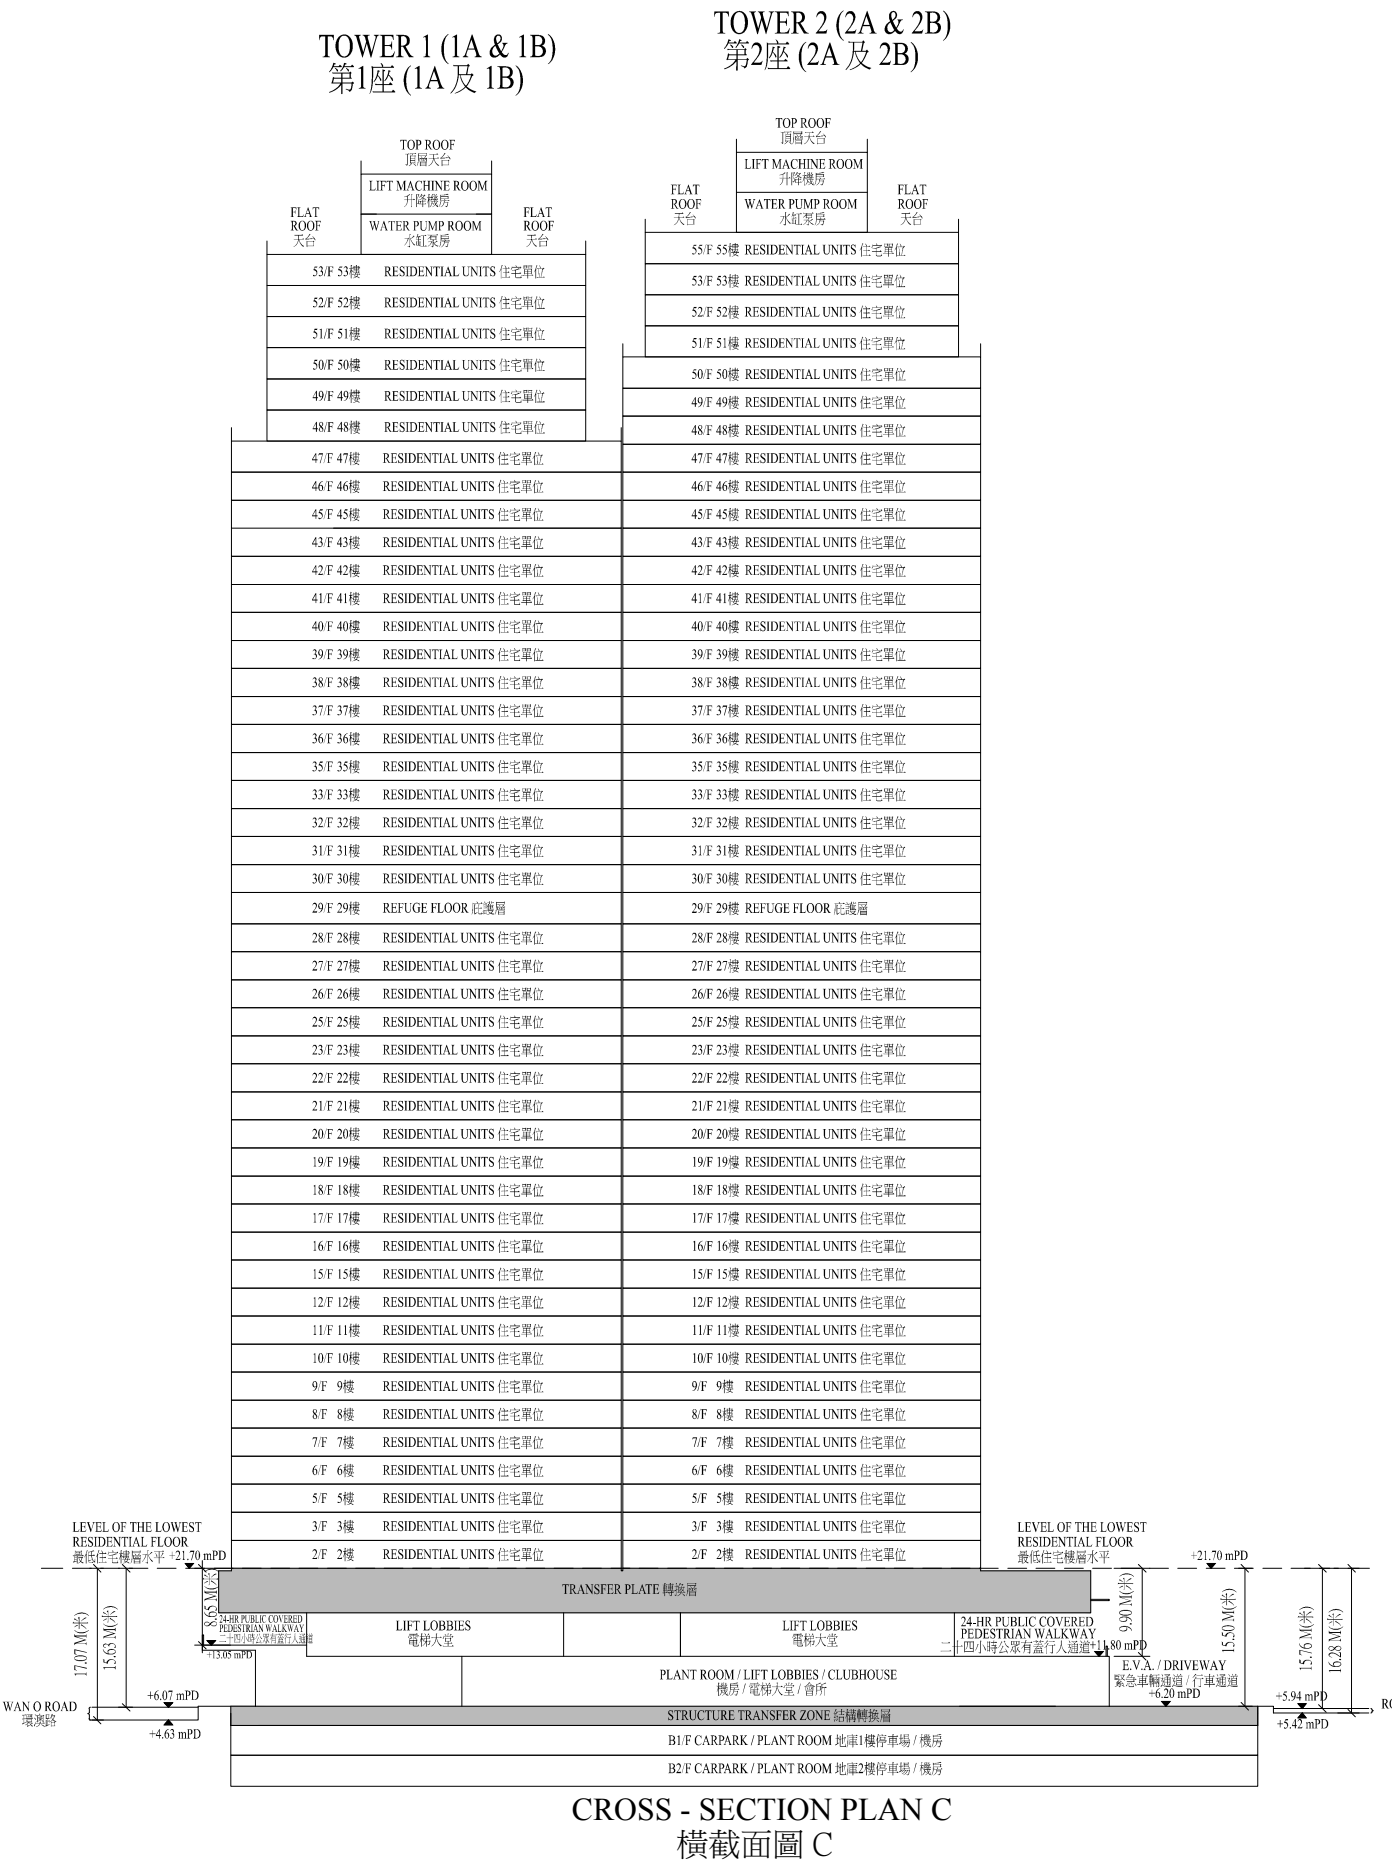 TOWER 1 (1A & 1B)
第1座 (1A 及 1B)
TOWER 2 (2A & 2B)
第2座 (2A 及 2B)
TOP ROOF
頂層天台
LIFT MACHINE ROOM
升降機房
WATER PUMP ROOM
水缸泵房
FLAT
ROOF
天台
FLAT
ROOF
天台
53/F 53樓 RESIDENTIAL UNITS 住宅單位
52/F 52樓 RESIDENTIAL UNITS 住宅單位
51/F 51樓 RESIDENTIAL UNITS 住宅單位
50/F 50樓 RESIDENTIAL UNITS 住宅單位
49/F 49樓 RESIDENTIAL UNITS 住宅單位
48/F 48樓 RESIDENTIAL UNITS 住宅單位
47/F 47樓 RESIDENTIAL UNITS 住宅單位
46/F 46樓 RESIDENTIAL UNITS 住宅單位
45/F 45樓 RESIDENTIAL UNITS 住宅單位
43/F 43樓 RESIDENTIAL UNITS 住宅單位
42/F 42樓 RESIDENTIAL UNITS 住宅單位
41/F 41樓 RESIDENTIAL UNITS 住宅單位
40/F 40樓 RESIDENTIAL UNITS 住宅單位
39/F 39樓 RESIDENTIAL UNITS 住宅單位
38/F 38樓 RESIDENTIAL UNITS 住宅單位
37/F 37樓 RESIDENTIAL UNITS 住宅單位
36/F 36樓 RESIDENTIAL UNITS 住宅單位
35/F 35樓 RESIDENTIAL UNITS 住宅單位
33/F 33樓 RESIDENTIAL UNITS 住宅單位
32/F 32樓 RESIDENTIAL UNITS 住宅單位
31/F 31樓 RESIDENTIAL UNITS 住宅單位
30/F 30樓 RESIDENTIAL UNITS 住宅單位
29/F 29樓 REFUGE FLOOR 庇護層
28/F 28樓 RESIDENTIAL UNITS 住宅單位
27/F 27樓 RESIDENTIAL UNITS 住宅單位
26/F 26樓 RESIDENTIAL UNITS 住宅單位
25/F 25樓 RESIDENTIAL UNITS 住宅單位
23/F 23樓 RESIDENTIAL UNITS 住宅單位
22/F 22樓 RESIDENTIAL UNITS 住宅單位
21/F 21樓 RESIDENTIAL UNITS 住宅單位
20/F 20樓 RESIDENTIAL UNITS 住宅單位
19/F 19樓 RESIDENTIAL UNITS 住宅單位
18/F 18樓 RESIDENTIAL UNITS 住宅單位
17/F 17樓 RESIDENTIAL UNITS 住宅單位
16/F 16樓 RESIDENTIAL UNITS 住宅單位
15/F 15樓 RESIDENTIAL UNITS 住宅單位
12/F 12樓 RESIDENTIAL UNITS 住宅單位
11/F 11樓 RESIDENTIAL UNITS 住宅單位
10/F 10樓 RESIDENTIAL UNITS 住宅單位
9/F 9樓 RESIDENTIAL UNITS 住宅單位
8/F 8樓 RESIDENTIAL UNITS 住宅單位
7/F 7樓 RESIDENTIAL UNITS 住宅單位
6/F 6樓 RESIDENTIAL UNITS 住宅單位
5/F 5樓 RESIDENTIAL UNITS 住宅單位
3/F 3樓 RESIDENTIAL UNITS 住宅單位
2/F 2樓 RESIDENTIAL UNITS 住宅單位
TOP ROOF
頂層天台
LIFT MACHINE ROOM
升降機房
WATER PUMP ROOM
水缸泵房
FLAT
ROOF
天台
FLAT
ROOF
天台
55/F 55樓 RESIDENTIAL UNITS 住宅單位
53/F 53樓 RESIDENTIAL UNITS 住宅單位
52/F 52樓 RESIDENTIAL UNITS 住宅單位
51/F 51樓 RESIDENTIAL UNITS 住宅單位
50/F 50樓 RESIDENTIAL UNITS 住宅單位
49/F 49樓 RESIDENTIAL UNITS 住宅單位
48/F 48樓 RESIDENTIAL UNITS 住宅單位
47/F 47樓 RESIDENTIAL UNITS 住宅單位
46/F 46樓 RESIDENTIAL UNITS 住宅單位
45/F 45樓 RESIDENTIAL UNITS 住宅單位
43/F 43樓 RESIDENTIAL UNITS 住宅單位
42/F 42樓 RESIDENTIAL UNITS 住宅單位
41/F 41樓 RESIDENTIAL UNITS 住宅單位
40/F 40樓 RESIDENTIAL UNITS 住宅單位
39/F 39樓 RESIDENTIAL UNITS 住宅單位
38/F 38樓 RESIDENTIAL UNITS 住宅單位
37/F 37樓 RESIDENTIAL UNITS 住宅單位
36/F 36樓 RESIDENTIAL UNITS 住宅單位
35/F 35樓 RESIDENTIAL UNITS 住宅單位
33/F 33樓 RESIDENTIAL UNITS 住宅單位
32/F 32樓 RESIDENTIAL UNITS 住宅單位
31/F 31樓 RESIDENTIAL UNITS 住宅單位
30/F 30樓 RESIDENTIAL UNITS 住宅單位
29/F 29樓 REFUGE FLOOR 庇護層
28/F 28樓 RESIDENTIAL UNITS 住宅單位
27/F 27樓 RESIDENTIAL UNITS 住宅單位
26/F 26樓 RESIDENTIAL UNITS 住宅單位
25/F 25樓 RESIDENTIAL UNITS 住宅單位
23/F 23樓 RESIDENTIAL UNITS 住宅單位
22/F 22樓 RESIDENTIAL UNITS 住宅單位
21/F 21樓 RESIDENTIAL UNITS 住宅單位
20/F 20樓 RESIDENTIAL UNITS 住宅單位
19/F 19樓 RESIDENTIAL UNITS 住宅單位
18/F 18樓 RESIDENTIAL UNITS 住宅單位
17/F 17樓 RESIDENTIAL UNITS 住宅單位
16/F 16樓 RESIDENTIAL UNITS 住宅單位
15/F 15樓 RESIDENTIAL UNITS 住宅單位
12/F 12樓 RESIDENTIAL UNITS 住宅單位
11/F 11樓 RESIDENTIAL UNITS 住宅單位
10/F 10樓 RESIDENTIAL UNITS 住宅單位
9/F 9樓 RESIDENTIAL UNITS 住宅單位
8/F 8樓 RESIDENTIAL UNITS 住宅單位
7/F 7樓 RESIDENTIAL UNITS 住宅單位
6/F 6樓 RESIDENTIAL UNITS 住宅單位
5/F 5樓 RESIDENTIAL UNITS 住宅單位
3/F 3樓 RESIDENTIAL UNITS 住宅單位
2/F 2樓 RESIDENTIAL UNITS 住宅單位
LEVEL OF THE LOWEST
RESIDENTIAL FLOOR
最低住宅樓層水平 +21.70 mPD
LEVEL OF THE LOWEST
RESIDENTIAL FLOOR
最低住宅樓層水平
+21.70 mPD
17.07 M(米)
15.63 M(米)
8.65 M(米)
9.90 M(米)
15.50 M(米)
15.76 M(米)
16.28 M(米)
TRANSFER PLATE 轉換層
24-HR PUBLIC COVERED
PEDESTRIAN WALKWAY
二十四小時公眾有蓋行人通道
+13.05 mPD
LIFT LOBBIES
電梯大堂
LIFT LOBBIES
電梯大堂
24-HR PUBLIC COVERED
PEDESTRIAN WALKWAY
二十四小時公眾有蓋行人通道
+11.80 mPD
PLANT ROOM / LIFT LOBBIES / CLUBHOUSE
機房 / 電梯大堂 / 會所
E.V.A. / DRIVEWAY
緊急車輛通道 / 行車通道
+6.20 mPD
WAN O ROAD
環澳路
+6.07 mPD
+4.63 mPD
+5.94 mPD
+5.42 mPD
RO
STRUCTURE TRANSFER ZONE 結構轉換層
B1/F CARPARK / PLANT ROOM 地庫1樓停車場 / 機房
B2/F CARPARK / PLANT ROOM 地庫2樓停車場 / 機房
CROSS - SECTION PLAN C
橫截面圖 C